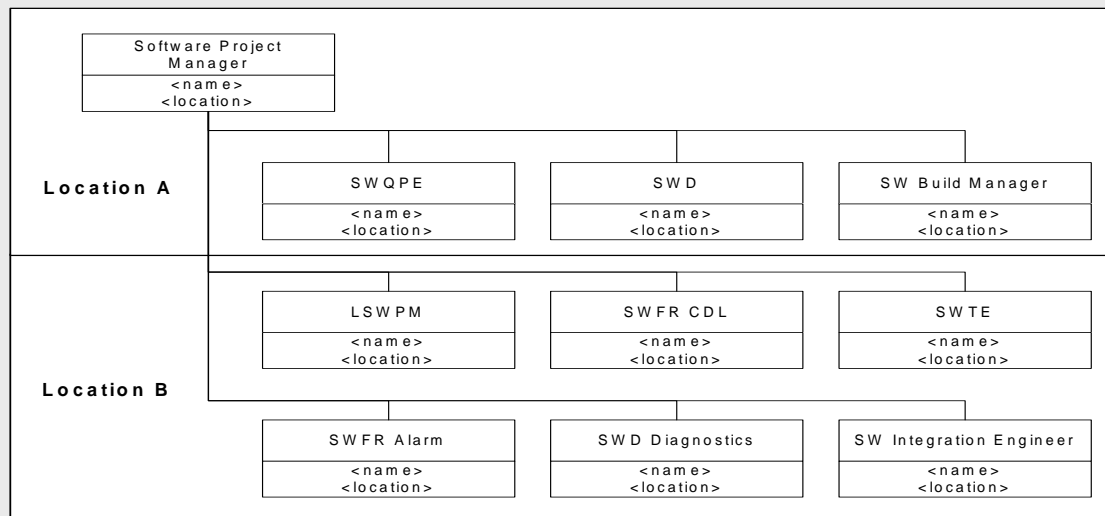 Software Project
Manager
<name>
<location>
Location A
SWQPE
<name>
<location>
SWD
<name>
<location>
SW Build Manager
<name>
<location>
Location B
LSWPM
<name>
<location>
SWFR CDL
<name>
<location>
SWTE
<name>
<location>
SWFR Alarm
<name>
<location>
SWD Diagnostics
<name>
<location>
SW Integration Engineer
<name>
<location>